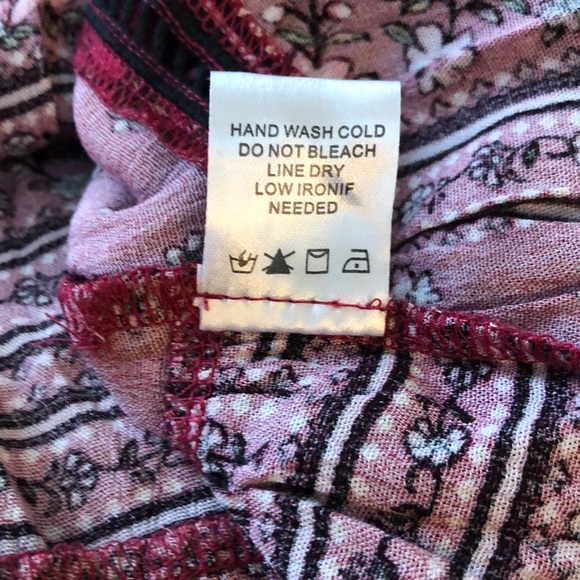 HAND WASH COLD
DO NOT BLEACH
LINE DRY
LOW IRONIF
NEEDED